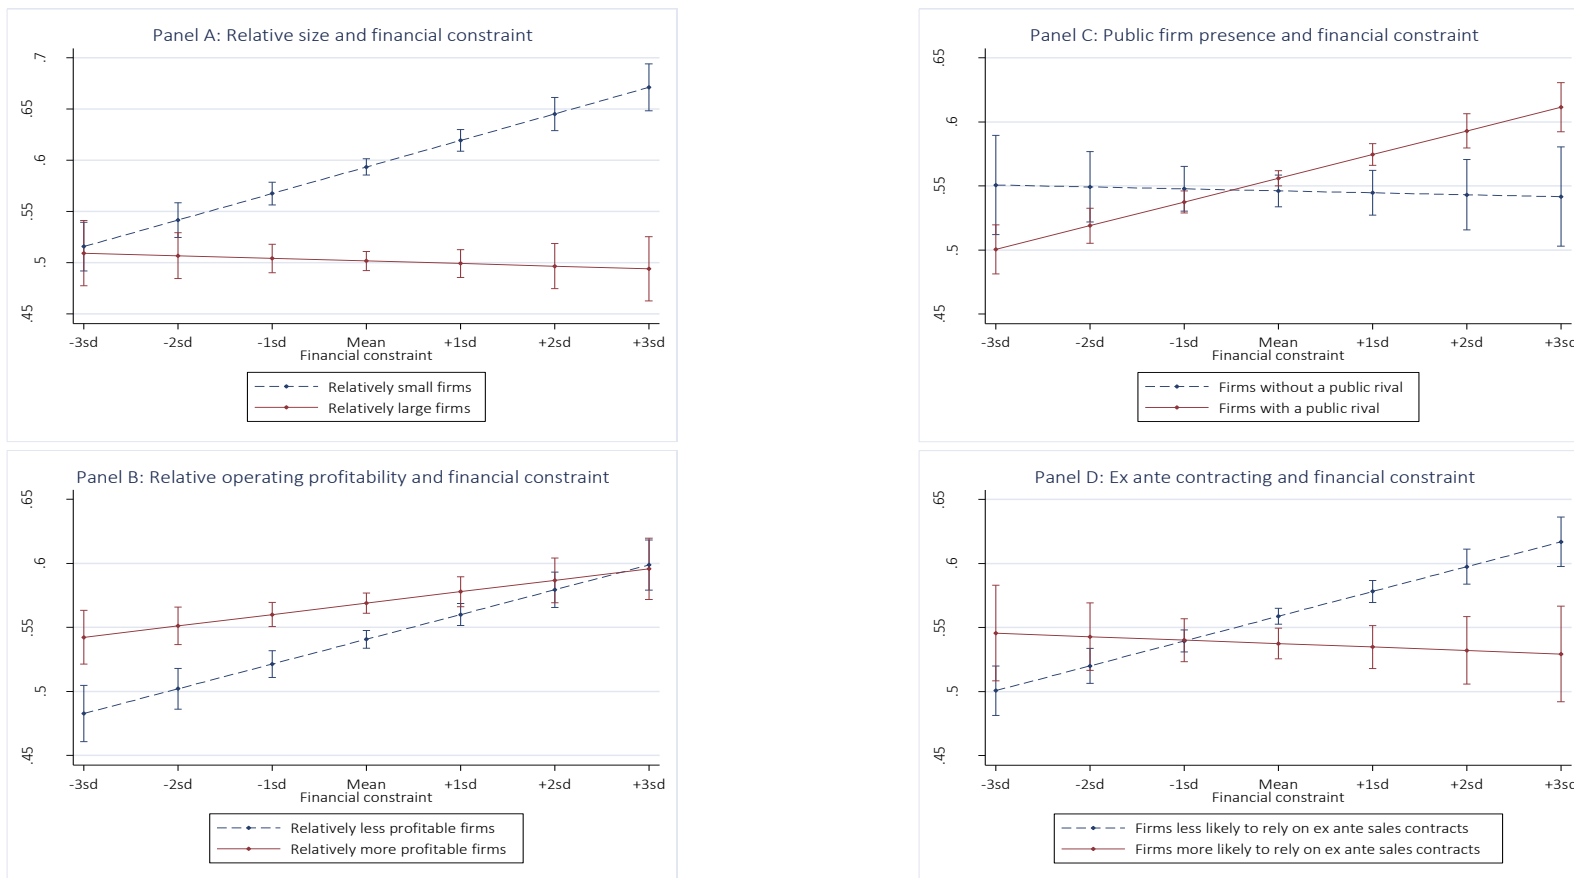 Panel A: Relative size and financial constraint
.7
.65
.6
.55
.5
.45
-3sd -2sd -1sd Mean +1sd +2sd +3sd
Financial constraint
Relatively small firms
Relatively large firms
Panel C: Public firm presence and financial constraint
.65
.6
.55
.5
.45
-3sd -2sd -1sd Mean +1sd +2sd +3sd
Financial constraint
Firms without a public rival
Firms with a public rival
Panel B: Relative operating profitability and financial constraint
.65
.6
.55
.5
.45
-3sd -2sd -1sd Mean +1sd +2sd +3sd
Financial constraint
Relatively less profitable firms
Relatively more profitable firms
Panel D: Ex ante contracting and financial constraint
.65
.6
.55
.5
.45
-3sd -2sd -1sd Mean +1sd +2sd +3sd
Financial constraint
Firms less likely to rely on ex ante sales contracts
Firms more likely to rely on ex ante sales contracts